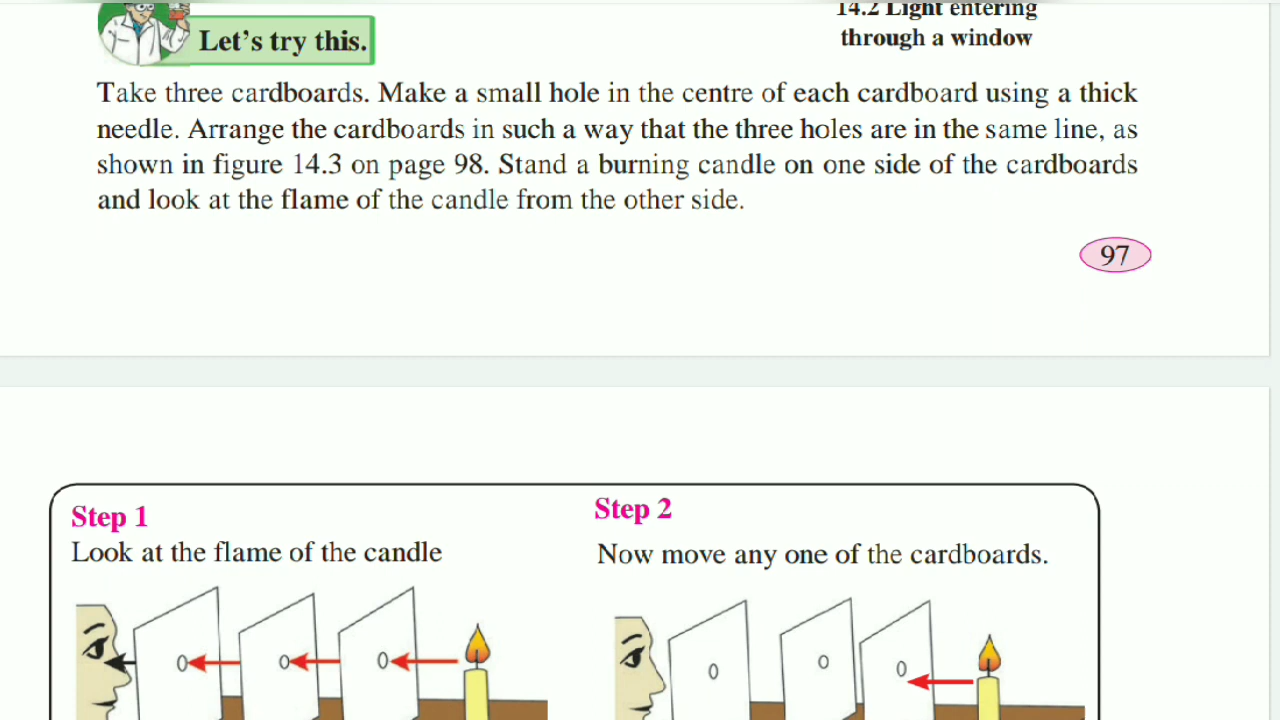 14.2 Light entering
through a window
Let's try this.
Take three cardboards. Make a small hole in the centre of each cardboard using a thick
needle. Arrange the cardboards in such a way that the three holes are in the same line, as
shown in figure 14.3 on page 98. Stand a burning candle on one side of the cardboards
and look at the flame of the candle from the other side.
97
Step 1
Look at the flame of the candle
Step 2
Now move any one of the cardboards.